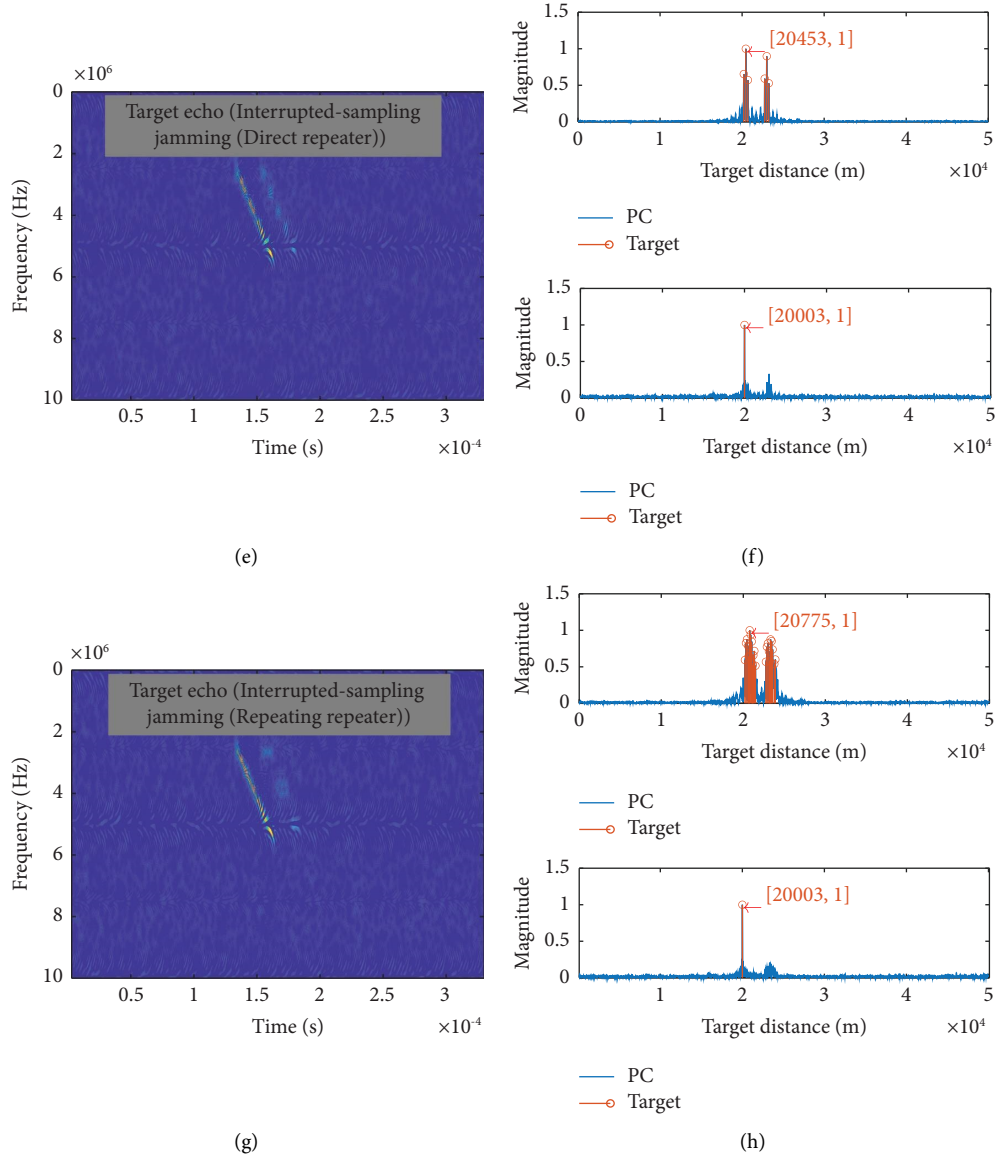 ×10⁶
0
2
4
6
8
10
Frequency (Hz)
Target echo (Interrupted-sampling
jamming (Direct repeater))
0.5
1
1.5
2
2.5
3
Time (s)
×10⁻⁴
(e)
1.5
1
0.5
0
Magnitude
[20453, 1]
0
1
2
3
4
5
Target distance (m)
×10⁴
PC
Target
1.5
1
0.5
0
Magnitude
[20003, 1]
0
1
2
3
4
5
Target distance (m)
×10⁴
PC
Target
(f)
×10⁶
0
2
4
6
8
10
Frequency (Hz)
Target echo (Interrupted-sampling
jamming (Repeating repeater))
0.5
1
1.5
2
2.5
3
Time (s)
×10⁻⁴
(g)
1.5
1
0.5
0
Magnitude
[20775, 1]
0
1
2
3
4
5
Target distance (m)
×10⁴
PC
Target
1.5
1
0.5
0
Magnitude
[20003, 1]
0
1
2
3
4
5
Target distance (m)
×10⁴
PC
Target
(h)